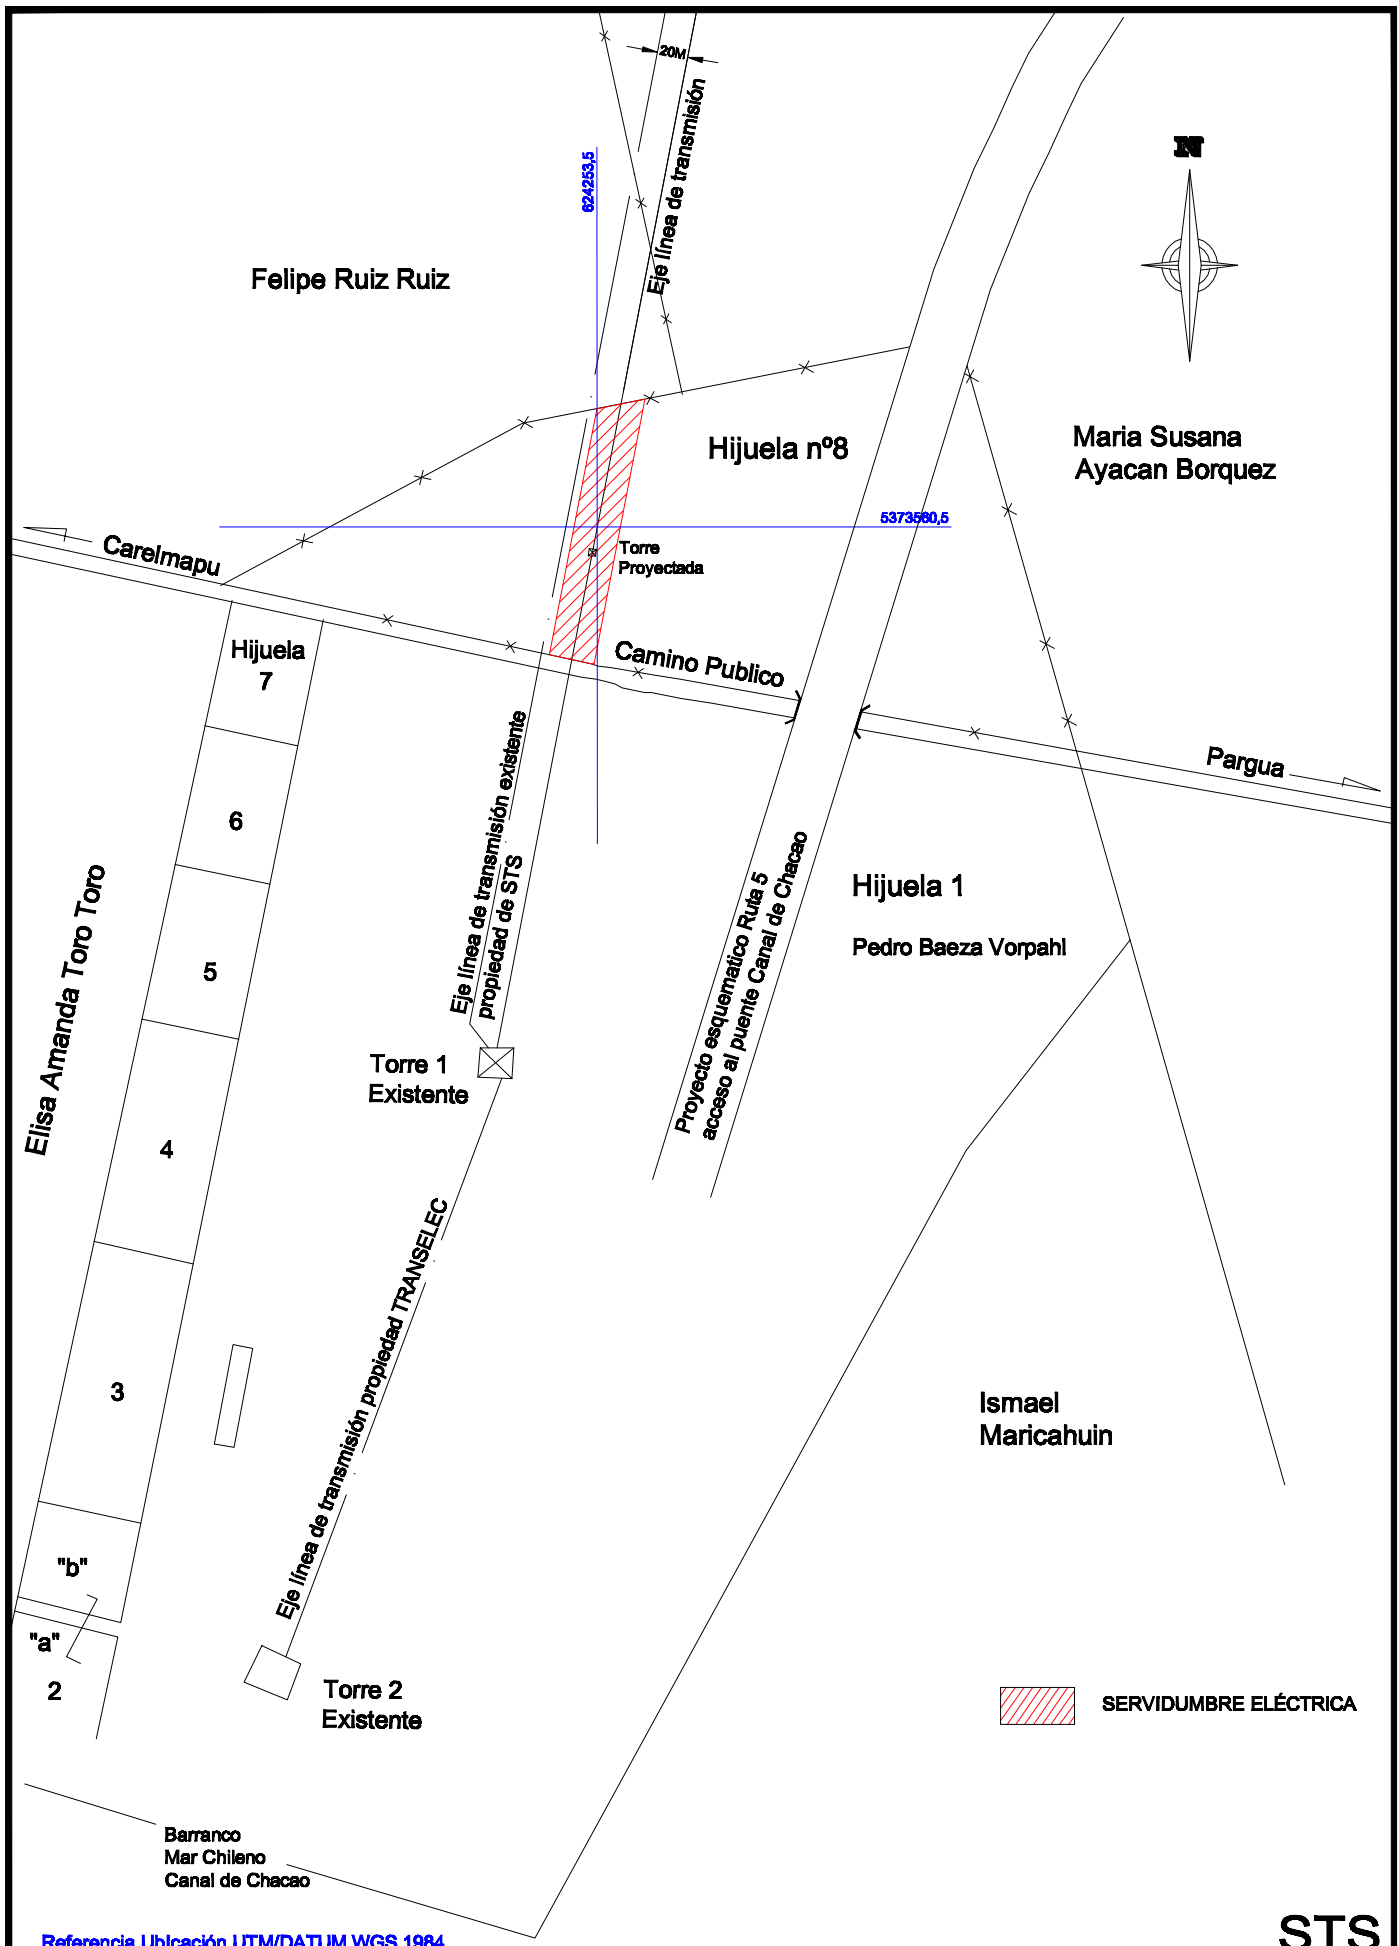 20M
Eje línea de transmisión
624253,5
N
Felipe Ruiz Ruiz
Hijuela nº8
Maria Susana
Ayacan Borquez
5373560,5
Carelmapu
Torre
Proyectada
Hijuela
7
Camino Publico
Pargua
6
Eje línea de transmisión existente
propiedad de STS
Proyecto esquematico Ruta 5
acceso al puente Canal de Chacao
Hijuela 1
Pedro Baeza Vorpahl
Elisa Amanda Toro Toro
5
Torre 1
Existente
4
Eje línea de transmisión propiedad TRANSELEC
3
Ismael
Maricahuin
"b"
"a"
2
Torre 2
Existente
SERVIDUMBRE ELÉCTRICA
Barranco
Mar Chileno
Canal de Chacao
STS
Referencia Ubicación UTM/DATUM WGS 1984